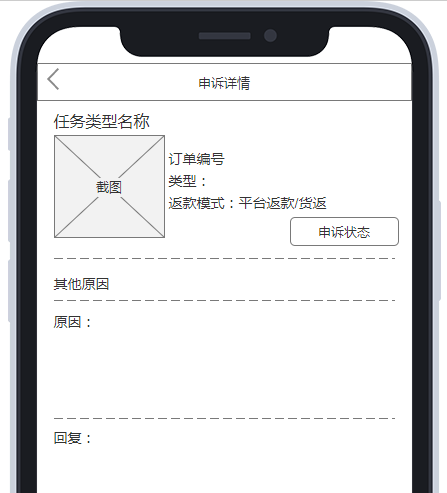 申诉详情
任务类型名称
截图
订单编号
类型：
返款模式：平台返款/货返
申诉状态
其他原因
原因：
回复：